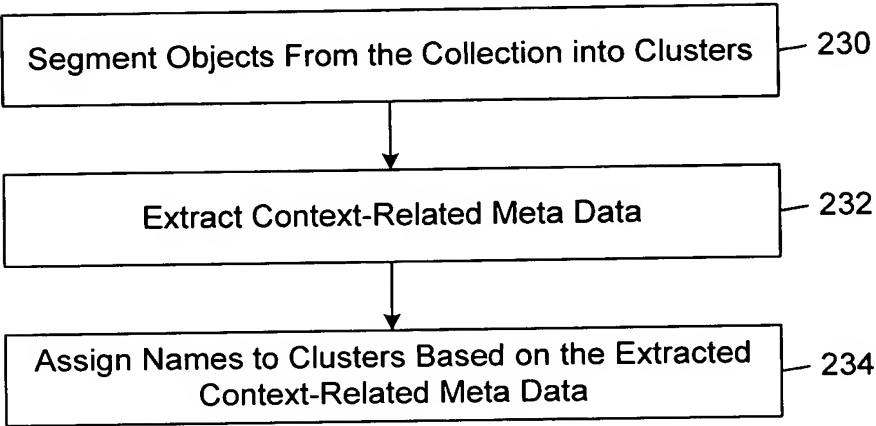 Segment Objects From the Collection into Clusters
230
Extract Context-Related Meta Data
232
Assign Names to Clusters Based on the Extracted
Context-Related Meta Data
234